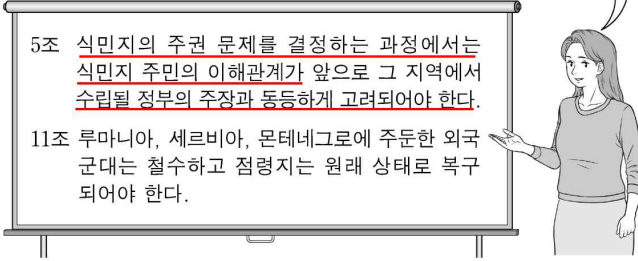 5조 식민지의 주권 문제를 결정하는 과정에서는
식민지 주민의 이해관계가 앞으로 그 지역에서
수립될 정부의 주장과 동등하게 고려되어야 한다.
11조 루마니아, 세르비아, 몬테네그로에 주둔한 외국
군대는 철수하고 점령지는 원래 상태로 복구
되어야 한다.